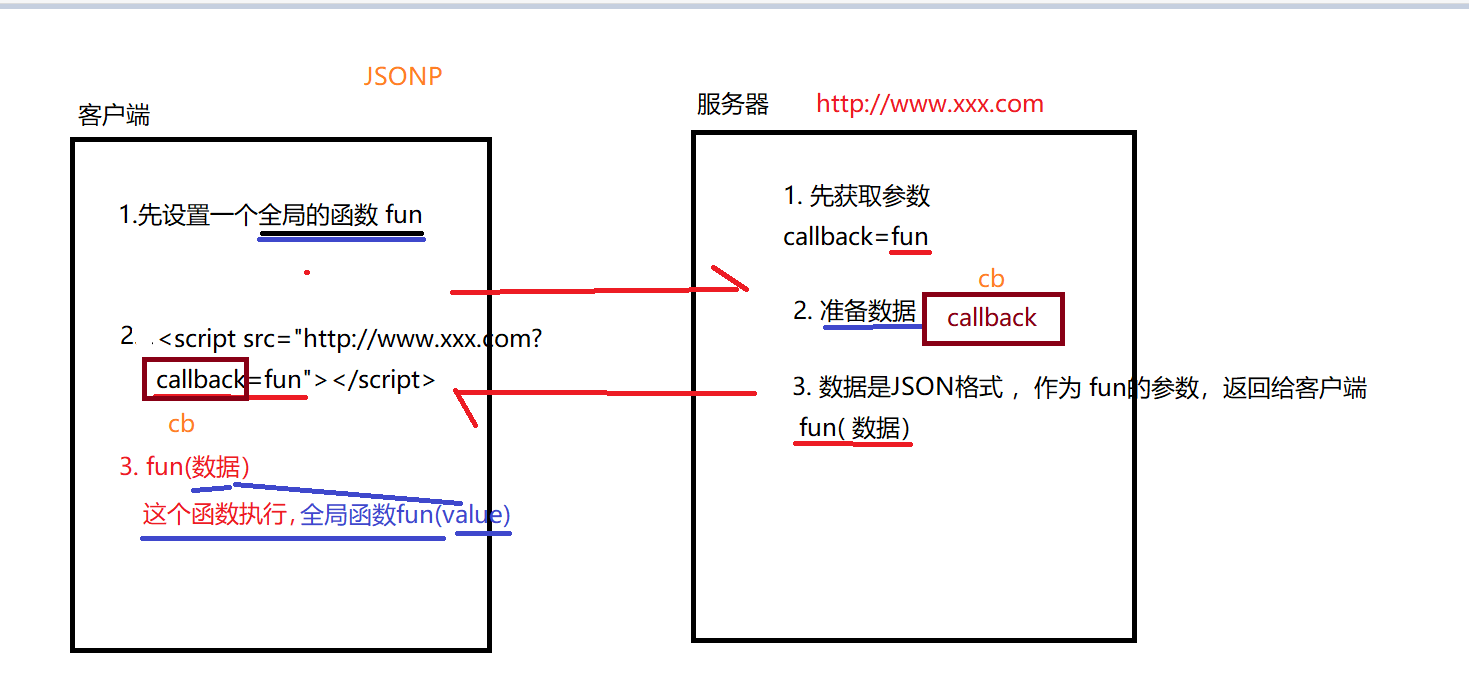 JSONP
客户端
1.先设置一个全局的函数 fun
2. <script src="http://www.xxx.com?
callback=fun"></script>
cb
3. fun(数据)
这个函数执行, 全局函数fun(value)
服务器 http://www.xxx.com
1. 先获取参数
callback=fun
cb
2. 准备数据 callback
3. 数据是JSON格式 ，作为 fun的参数，返回给客户端
fun( 数据)